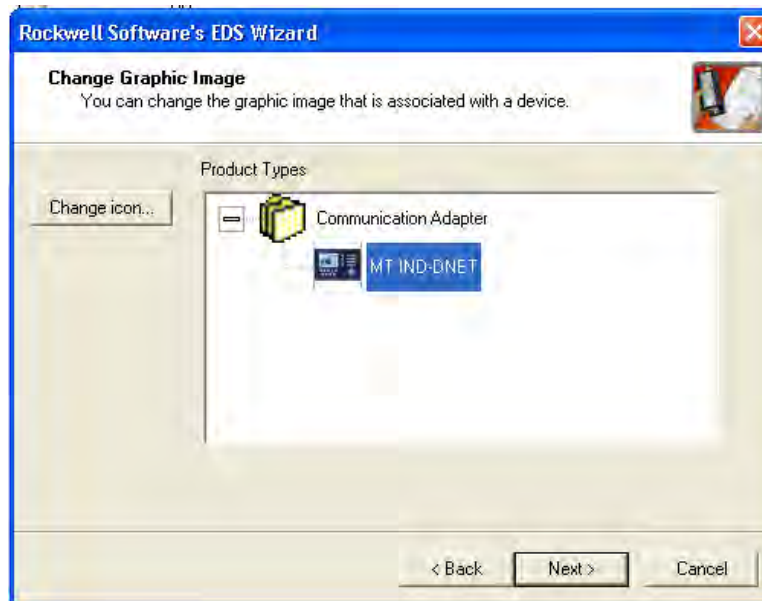 Rockwell Software's EDS Wizard
Change Graphic Image
You can change the graphic image that is associated with a device.
Product Types
Change icon...
Communication Adapter
MT IND-DNET
< Back
Next >
Cancel